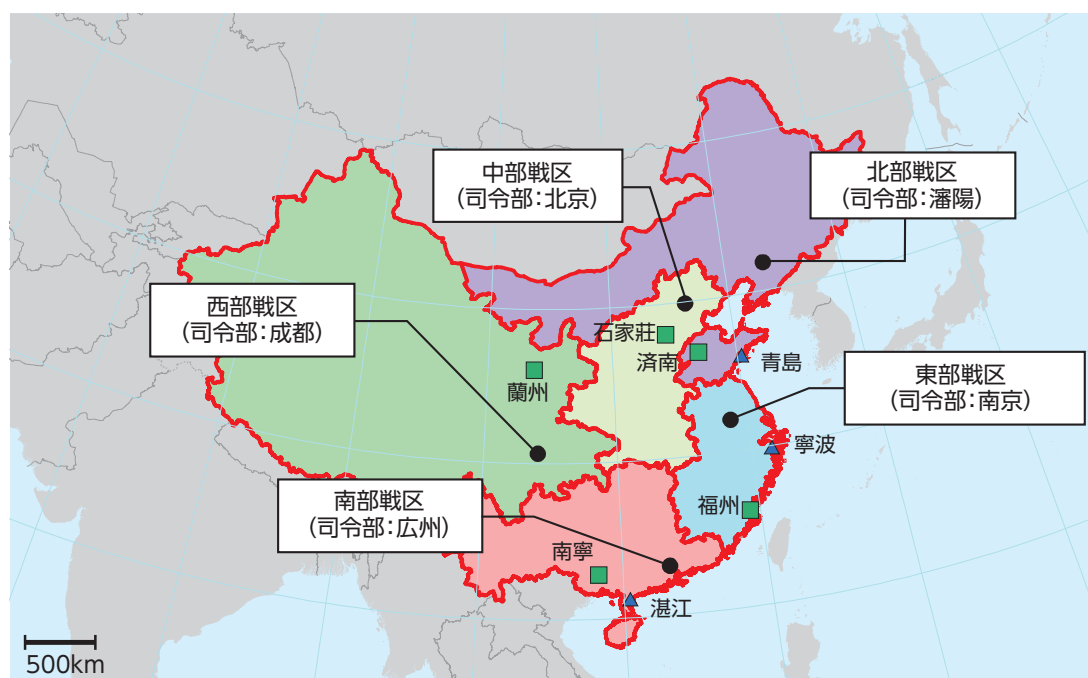 中部戦区
(司令部:北京)
北部戦区
(司令部:瀋陽)
西部戦区
(司令部:成都)
石家荘
済南
青島
蘭州
東部戦区
(司令部:南京)
寧波
南部戦区
(司令部:広州)
福州
南寧
湛江
500km